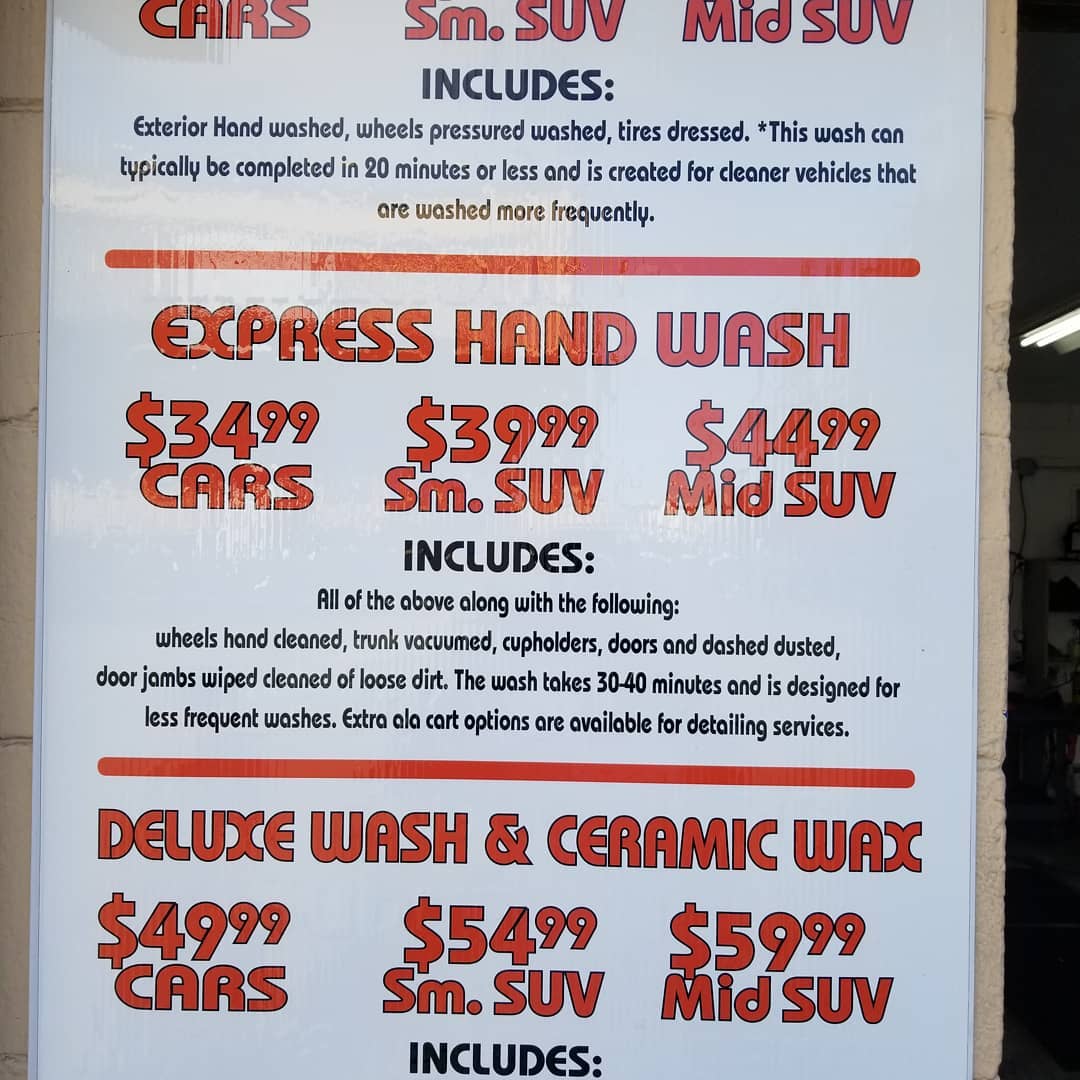 CARS Sm. SUV Mid SUV
INCLUDES:
Exterior Hand washed, wheels pressured washed, tires dressed. *This wash can
typically be completed in 20 minutes or less and is created for cleaner vehicles that
are washed more frequently.
EXPRESS HAND WASH
$34.99 $39.99 $44.99
CARS Sm. SUV Mid SUV
INCLUDES:
All of the above along with the following:
wheels hand cleaned, trunk vacuumed, cupholders, doors and dashed dusted,
door jambs wiped cleaned of loose dirt. The wash takes 30-40 minutes and is designed for
less frequent washes. Extra ala cart options are available for detailing services.
DELUXE WASH & CERAMIC WAX
$49.99 $54.99 $59.99
CARS Sm. SUV Mid SUV
INCLUDES: